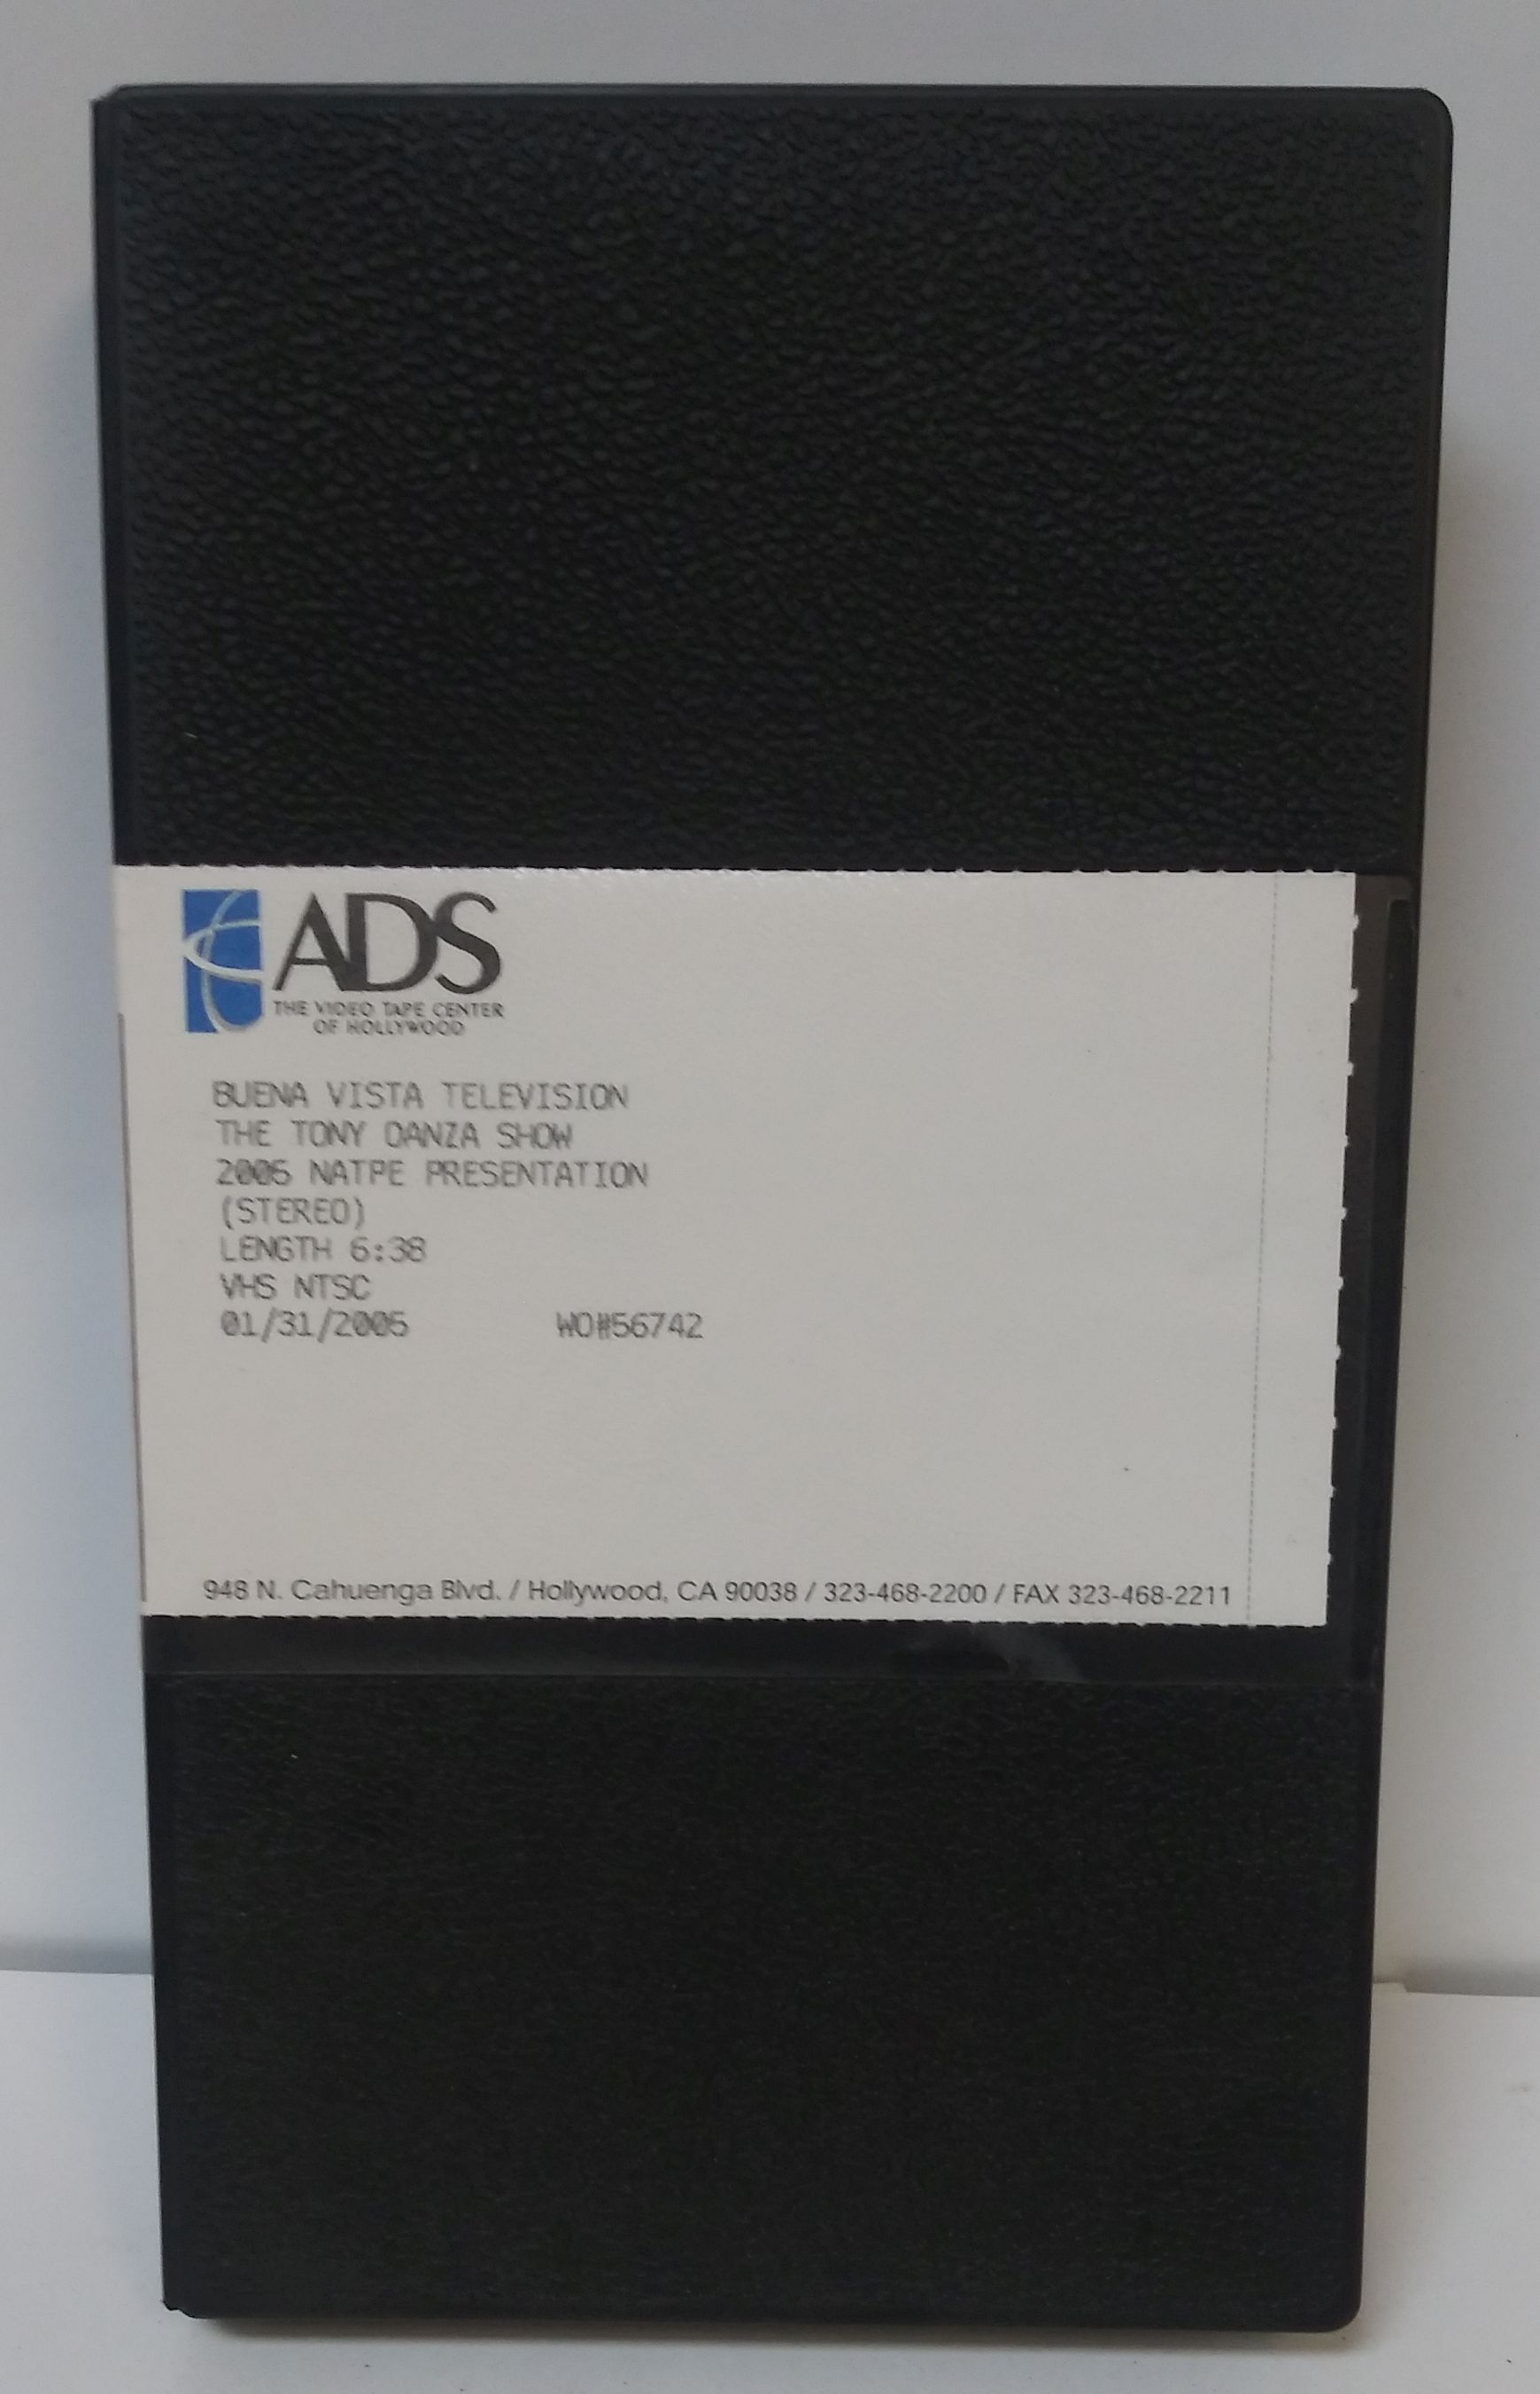 ADS
THE VIDEO TAPE CENTER
OF HOLLYWOOD
BUENA VISTA TELEVISION
THE TONY DANZA SHOW
2005 NATPE PRESENTATION
(STEREO)
LENGTH 6:38
VHS NTSC
01/31/2005 WO#56742
948 N. Cahuenga Blvd. / Hollywood, CA 90038 / 323-468-2200 / FAX 323-468-2211